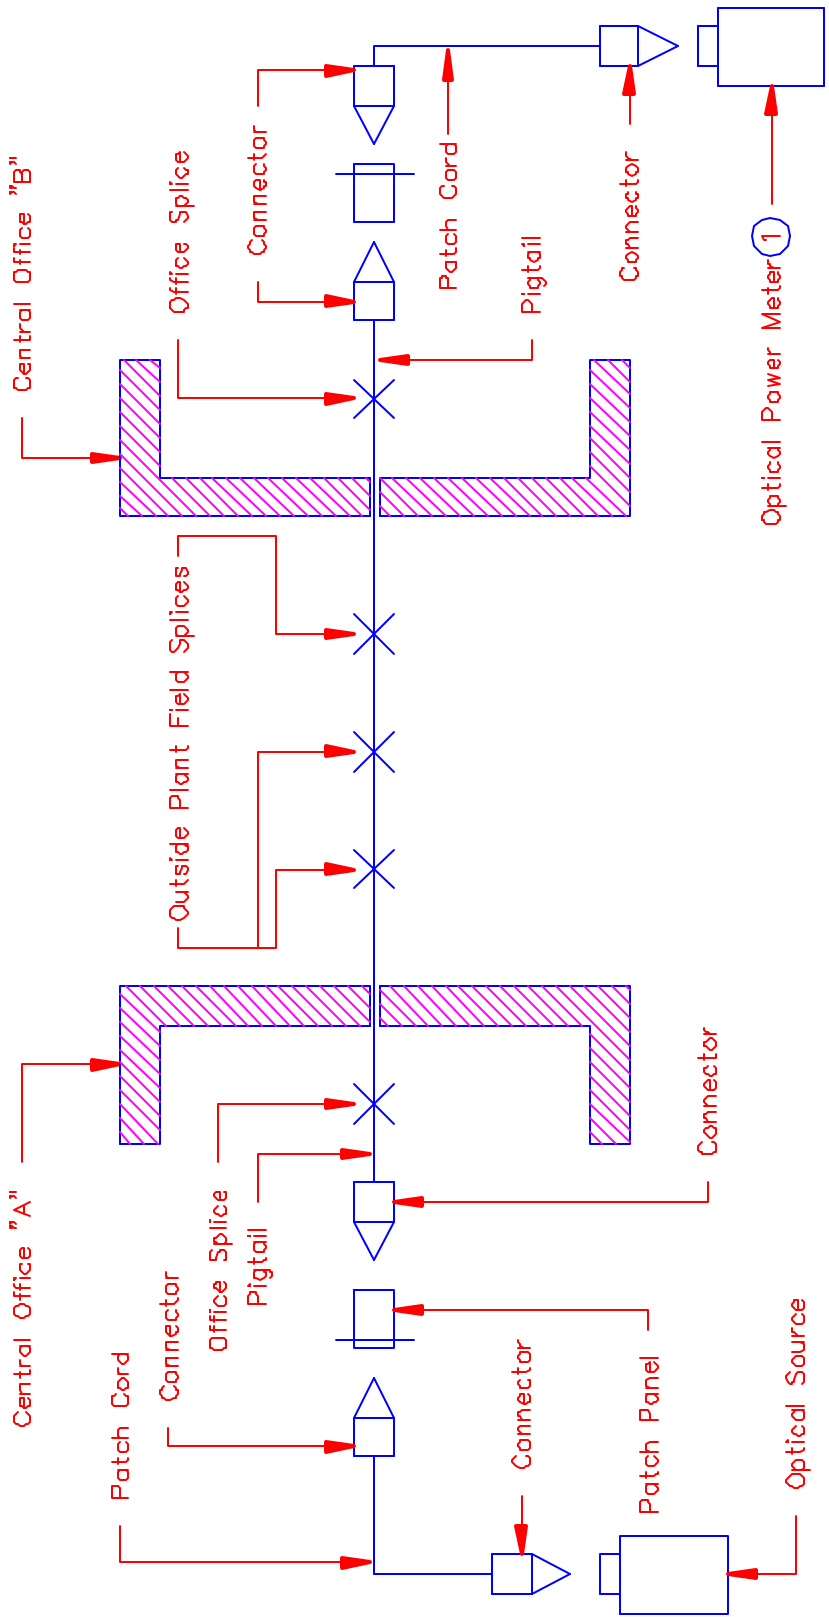 Central Office "A"
Patch Cord
Connector
Office Splice
Pigtail
Connector
Patch Panel
Connector
Optical Source
Outside Plant Field Splices
Central Office "B"
Office Splice
Connector
Patch Cord
Pigtail
Connector
Optical Power Meter 1